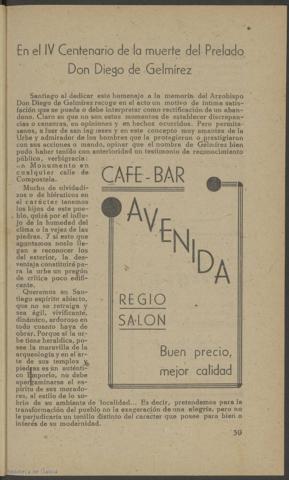 En el IV Centenario de la muerte del Prelado
Don Diego de Gelmírez
Santiago al dedicar este homenaje a la memoria del Arzobispo
Don Diego de Gelmírez recoge en el acto un motivo de íntima satis-
facción que se pueda o debe interpretar como rectificación de un aban-
dono. Claro es que no son estos momentos de establecer discrepan-
cias o censuras, en opiniones y en hechos ocurridos. Pero permíta-
senos, a fuer de san
y en este concepto muy amantes de la
Urbe y admirador de los hombres que la protegieron o prestigiaron
con sus acciones o mando, opinar que el nombre de Gelmírez bien
pudo haber tenido con anterioridad un testimonio de reconocimiento
público, verbigracia:
un Monumento en
cualquier calle de
Compostela.
Mucho de olvidadi-
zos o de hieráticos en
el carácter tenemos
los hijos de este pue-
blo, quizá por el influ-
jo de la humedad del
clima o la vejez de las
piedras. Y si esto que
apuntamos no lo lle-
gan a reconocer los
del exterior, la des-
ventaja constituirá pa-
ra la urbe un pregón
de crítica poco edifi-
cante.
Queremos en San-
tiago espíritu abierto,
que no se retraiga y
sea ágil, vivificante,
dinámico, ardoroso en
todo cuanto haya de
obrar. Porque si la ur-
be tiene heráldica, po-
see la maravilla de la
arqueología y en el ar-
te de sus templos y
piedras es un auténti-
co Emporio, no debe
apergaminarse el es-
píritu de sus morado-
res, al estilo de lo su-
brio de su ambiente de "localidad"... Es decir, pretendemos para la
transformación del pueblo no la exageración de una alegría, pero no
le perjudicaría un tonillo distinto del carácter que posee para bien e
interés de su modernidad.
CAFE-BAR
AVENIDA
REGIO
SALON
Buen precio,
mejor calidad
39
Biblioteca de Galicia